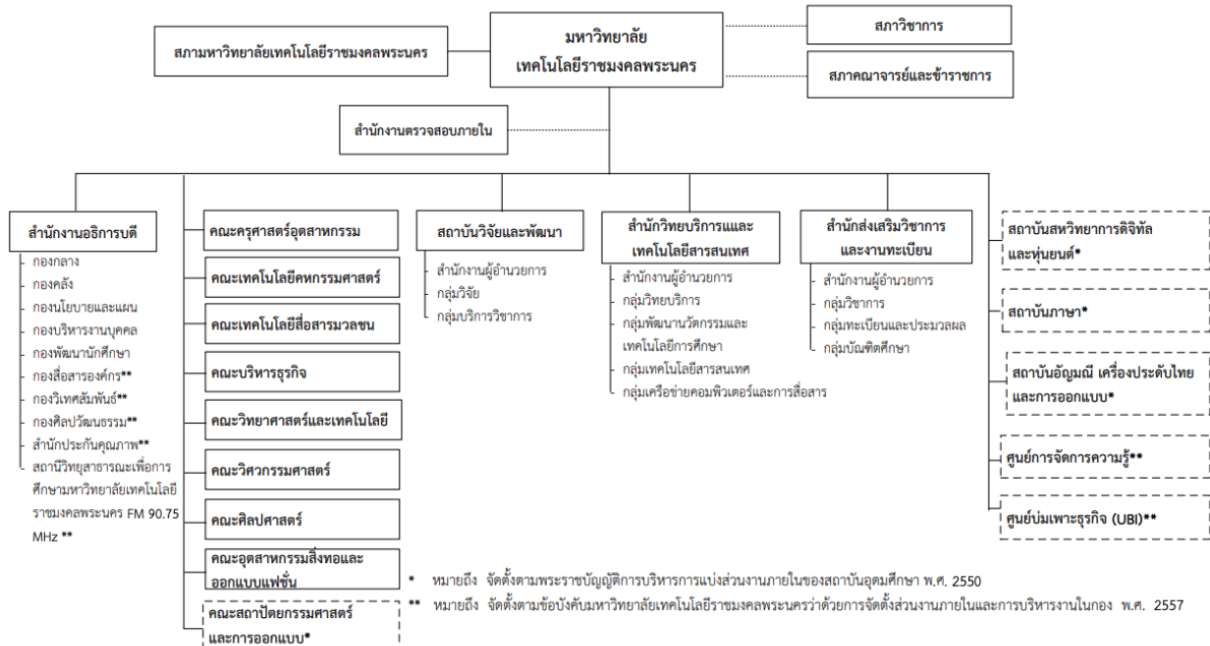 มหาวิทยาลัย
เทคโนโลยีราชมงคลพระนคร
สภามหาวิทยาลัยเทคโนโลยีราชมงคลพระนคร
สภาวิชาการ
สภาคณาจารย์และข้าราชการ
สำนักงานตรวจสอบภายใน
สำนักงานอธิการบดี
กองกลาง
กองคลัง
กองนโยบายและแผน
กองบริหารงานบุคคล
กองพัฒนานักศึกษา
กองสื่อสารองค์กร**
กองวิเทศสัมพันธ์**
กองศิลปวัฒนธรรม**
สำนักประกันคุณภาพ**
สถานีวิทยุสาธารณะเพื่อการ
ศึกษามหาวิทยาลัยเทคโนโลยี
ราชมงคลพระนคร FM 90.75
MHz **
คณะครุศาสตร์อุตสาหกรรม
คณะเทคโนโลยีคหกรรมศาสตร์
คณะเทคโนโลยีสื่อสารมวลชน
คณะบริหารธุรกิจ
คณะวิทยาศาสตร์และเทคโนโลยี
คณะวิศวกรรมศาสตร์
คณะศิลปศาสตร์
คณะอุตสาหกรรมสิ่งทอและ
ออกแบบแฟชั่น
คณะสถาปัตยกรรมศาสตร์
และการออกแบบ*
สถาบันวิจัยและพัฒนา
สำนักงานผู้อำนวยการ
กลุ่มวิจัย
กลุ่มบริการวิชาการ
สำนักวิทยบริการแและ
เทคโนโลยีสารสนเทศ
สำนักงานผู้อำนวยการ
กลุ่มวิทยบริการ
กลุ่มพัฒนานวัตกรรมและ
เทคโนโลยีการศึกษา
กลุ่มเทคโนโลยีสารสนเทศ
กลุ่มเครือข่ายคอมพิวเตอร์และการสื่อสาร
สำนักส่งเสริมวิชาการ
และงานทะเบียน
สำนักงานผู้อำนวยการ
กลุ่มวิชาการ
กลุ่มทะเบียนและประมวลผล
กลุ่มบัณฑิตศึกษา
สถาบันสหวิทยาการดิจิทัล
และหุ่นยนต์*
สถาบันภาษา*
สถาบันอัญมณี เครื่องประดับไทย
และการออกแบบ*
ศูนย์การจัดการความรู้**
ศูนย์บ่มเพาะธุรกิจ (UBI)**
* หมายถึง จัดตั้งตามพระราชบัญญัติการบริหารการแบ่งส่วนงานภายในของสถาบันอุดมศึกษา พ.ศ. 2550
** หมายถึง จัดตั้งตามข้อบังคับมหาวิทยาลัยเทคโนโลยีราชมงคลพระนครว่าด้วยการจัดตั้งส่วนงานภายในและการบริหารงานในกอง พ.ศ. 2557